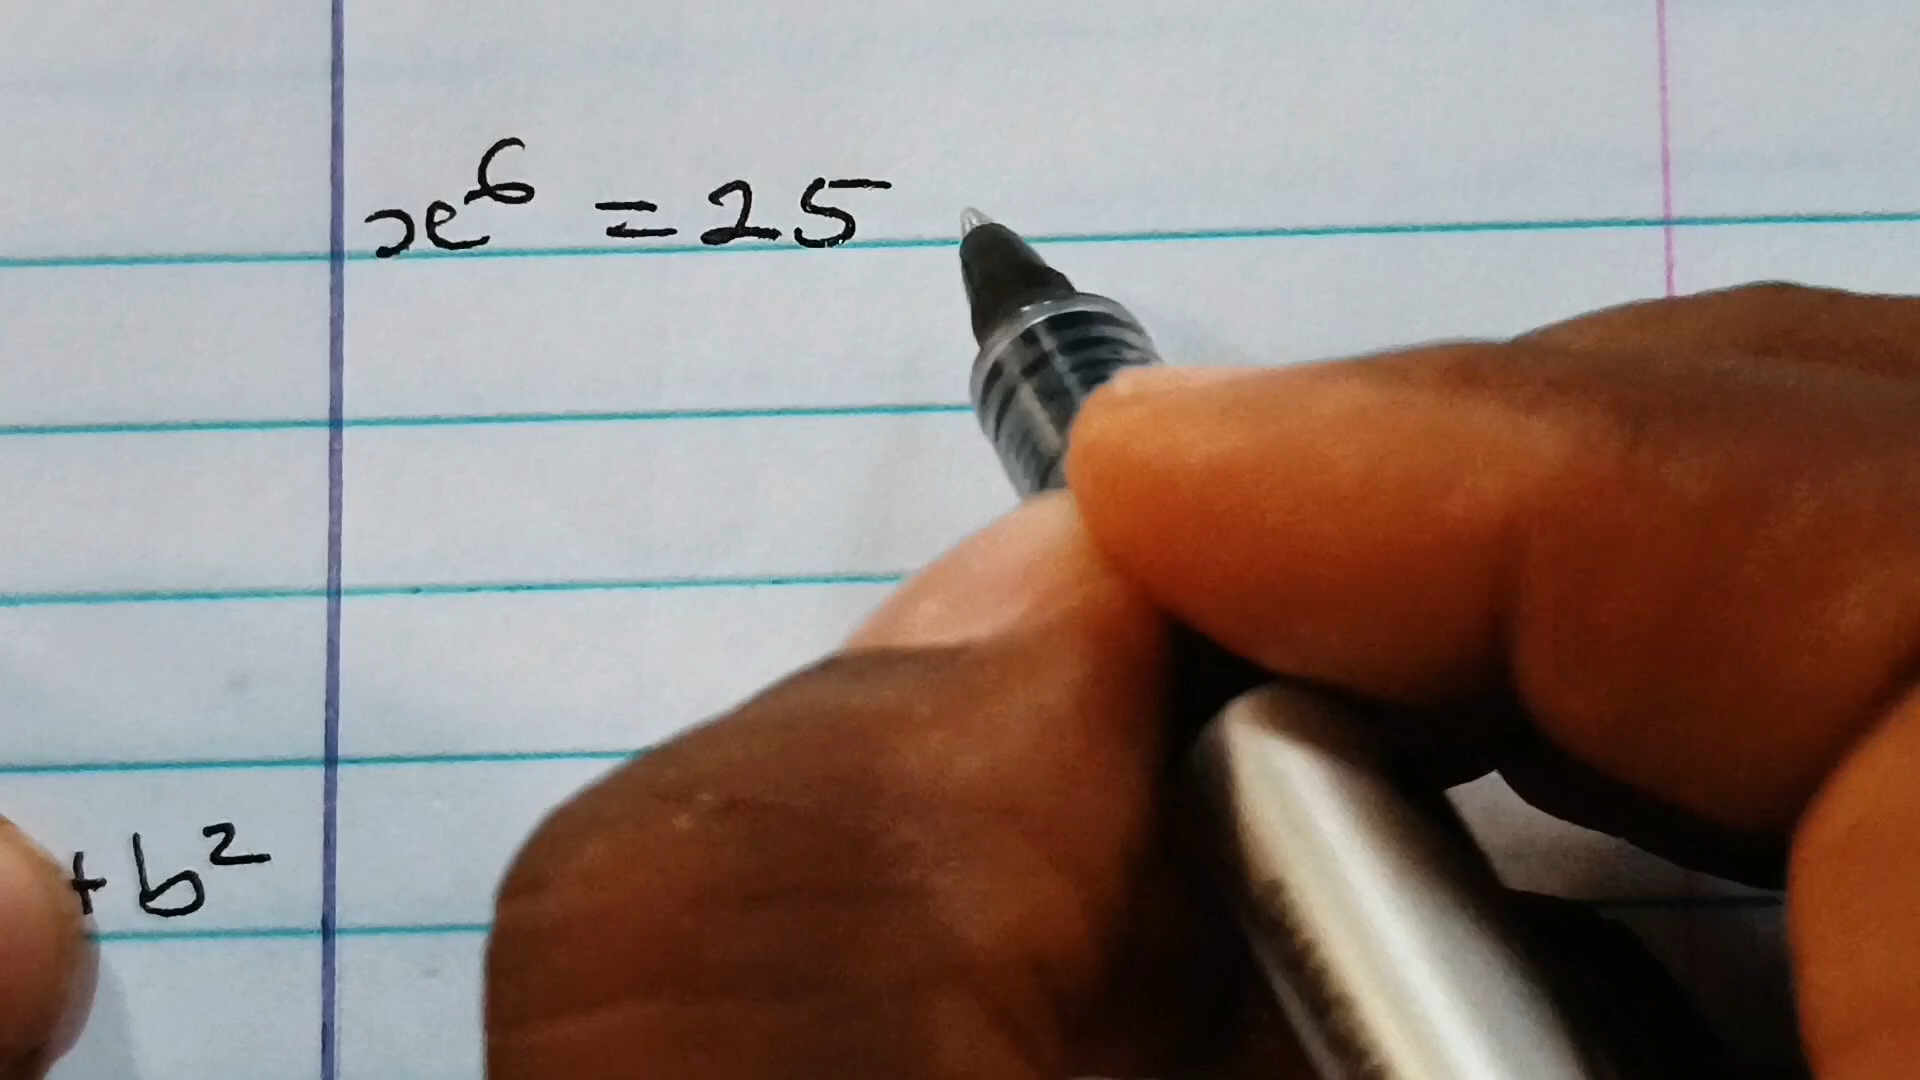 x⁶ = 25
+ b²